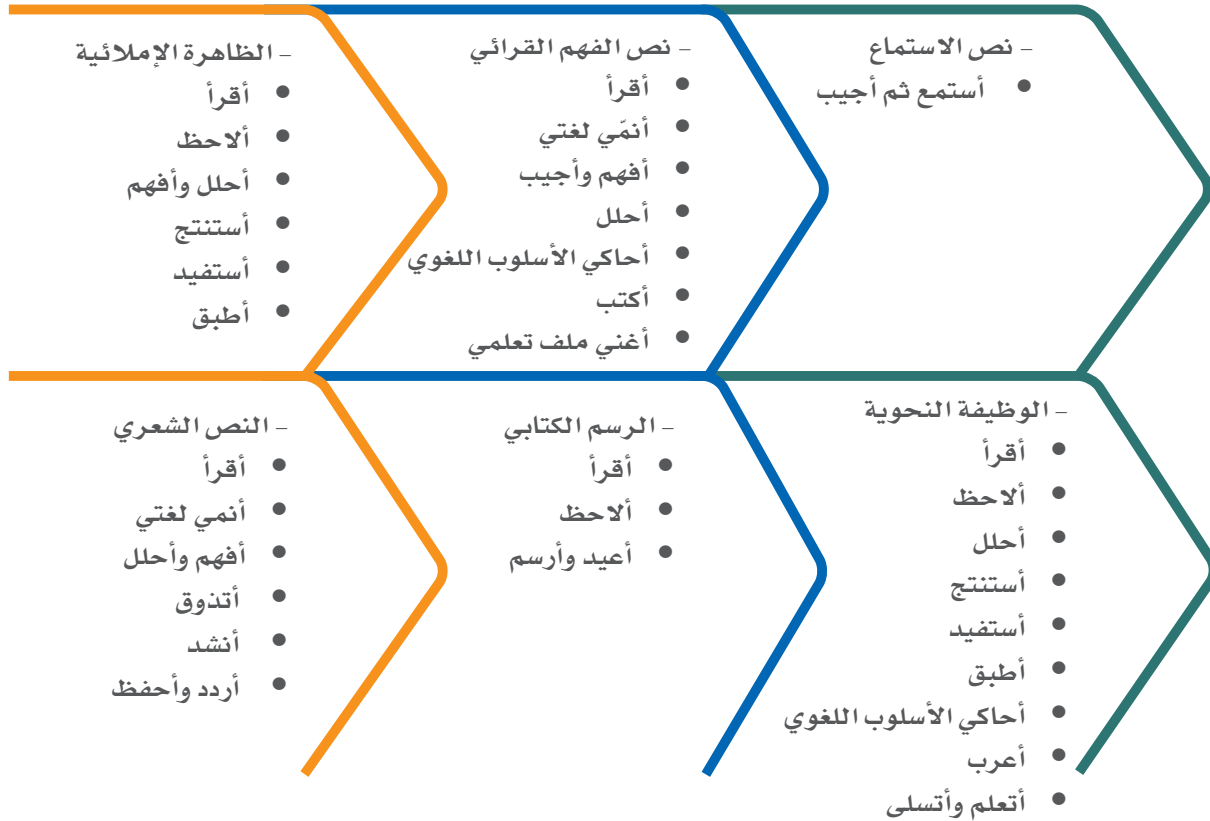 – نص الاستماع
• أستمع ثم أجيب
– نص الفهم القرائي
• أقرأ
• أنمّي لغتي
• أفهم وأجيب
• أحلل
• أحاكي الأسلوب اللغوي
• أكتب
• أغني ملف تعلمي
– الظاهرة الإملائية
• أقرأ
• ألاحظ
• أحلل وأفهم
• أستنتج
• أستفيد
• أطبق
– الوظيفة النحوية
• أقرأ
• ألاحظ
• أحلل
• أستنتج
• أستفيد
• أطبق
• أحاكي الأسلوب اللغوي
• أعرب
• أتعلم وأتسلى
– الرسم الكتابي
• أقرأ
• ألاحظ
• أعيد وأرسم
– النص الشعري
• أقرأ
• أنمي لغتي
• أفهم وأحلل
• أتذوق
• أنشد
• أردد وأحفظ